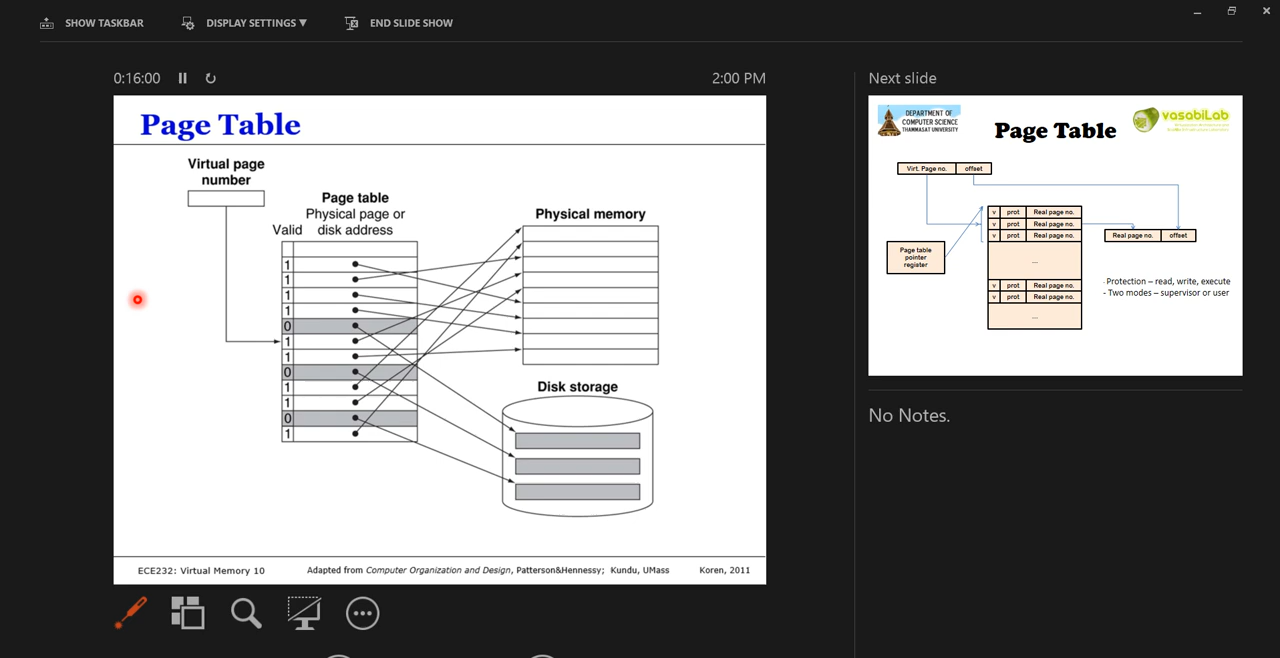 SHOW TASKBAR
DISPLAY SETTINGS ▼
END SLIDE SHOW
0:16:00
2:00 PM
Page Table
Virtual page
number
Page table
Physical page or
Valid disk address
1
1
1
1
0
1
1
0
1
1
0
1
Physical memory
Disk storage
ECE232: Virtual Memory 10
Adapted from Computer Organization and Design, Patterson&Hennessy; Kundu, UMass
Koren, 2011
Next slide
DEPARTMENT OF
COMPUTER SCIENCE
THAMMASAT UNIVERSITY
Page Table
vasabiLab
Virt. Page no. offset
v prot Real page no.
v prot Real page no.
v prot Real page no.
...
v prot Real page no.
v prot Real page no.
...
Page table
pointer
register
Real page no. offset
- Protection – read, write, execute
- Two modes – supervisor or user
No Notes.